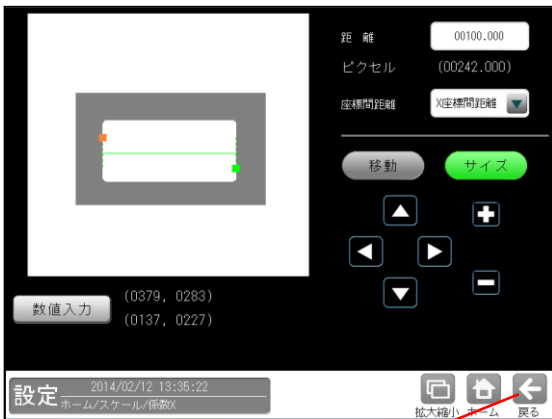 距 離 00100.000
ピクセル (00242.000)
座標間距離 X座標間距離
移動 サイズ
数値入力 (0379, 0283)
(0137, 0227)
設定 2014/02/12 13:35:22
ホーム/スケール/係数X
拡大縮小 ホーム 戻る